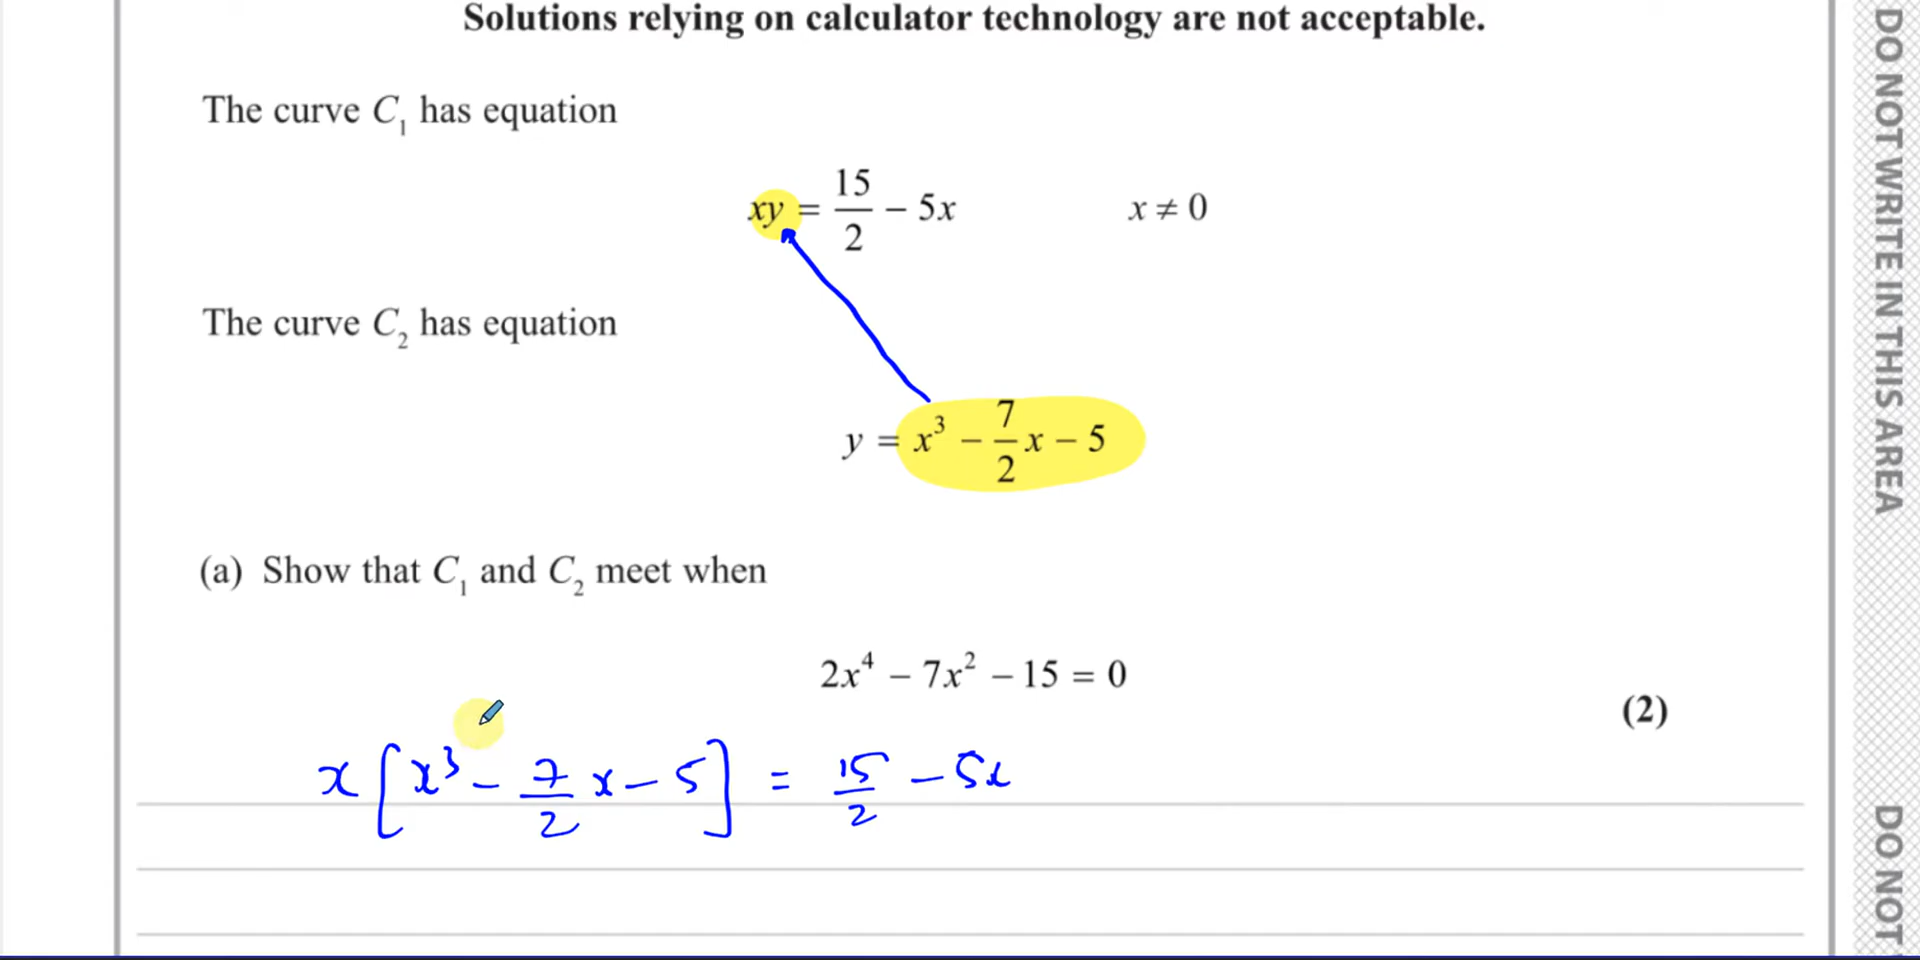 Solutions relying on calculator technology are not acceptable.
The curve C₁ has equation
xy = 15/2 − 5x x ≠ 0
The curve C₂ has equation
y = x³ − 7/2 x − 5
(a) Show that C₁ and C₂ meet when
2x⁴ − 7x² − 15 = 0
(2)
x[x³ − 7/2 x − 5] = 15/2 − 5x
DO NOT WRITE IN THIS AREA
DO NOT